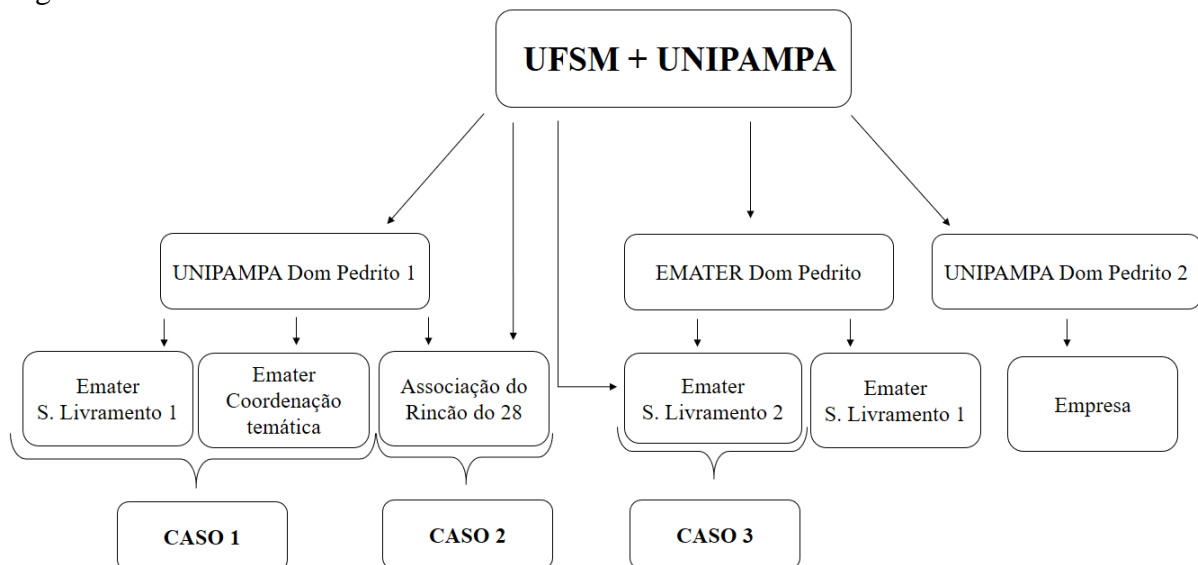 UFSM + UNIPAMPA
UNIPAMPA Dom Pedrito 1
EMATER Dom Pedrito
UNIPAMPA Dom Pedrito 2
Emater
S. Livramento 1
Emater
Coordenação
temática
Associação do
Rincão do 28
Emater
S. Livramento 2
Emater
S. Livramento 1
Empresa
CASO 1
CASO 2
CASO 3